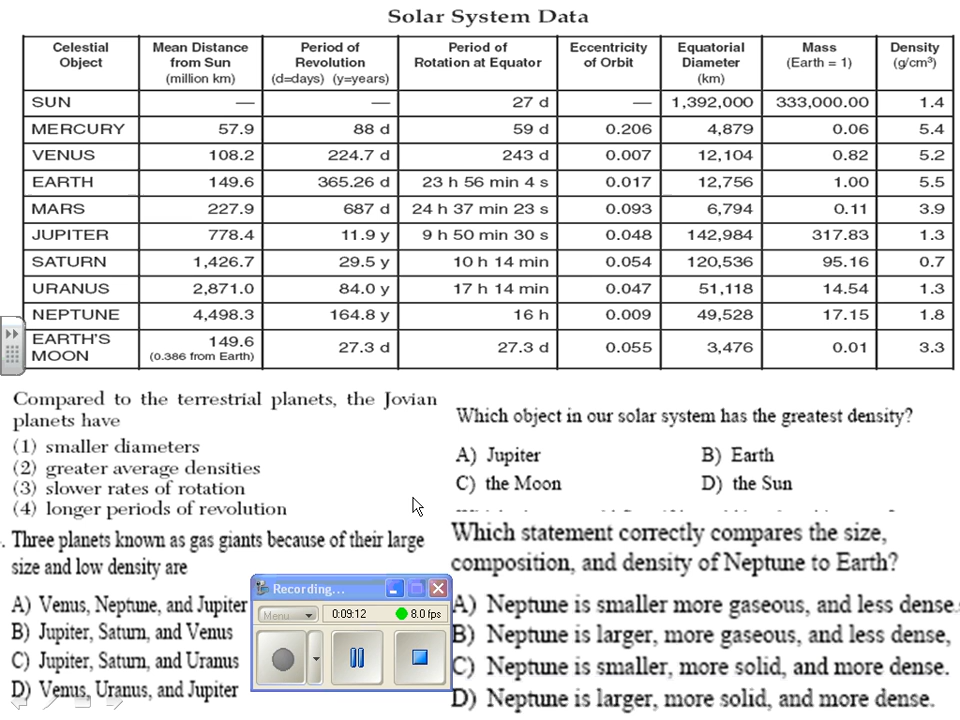 Solar System Data
Celestial Object Mean Distance from Sun (million km) Period of Revolution (d=days) (y=years) Period of Rotation at Equator Eccentricity of Orbit Equatorial Diameter (km) Mass (Earth = 1) Density (g/cm³)
SUN — — 27 d — 1,392,000 333,000.00 1.4
MERCURY 57.9 88 d 59 d 0.206 4,879 0.06 5.4
VENUS 108.2 224.7 d 243 d 0.007 12,104 0.82 5.2
EARTH 149.6 365.26 d 23 h 56 min 4 s 0.017 12,756 1.00 5.5
MARS 227.9 687 d 24 h 37 min 23 s 0.093 6,794 0.11 3.9
JUPITER 778.4 11.9 y 9 h 50 min 30 s 0.048 142,984 317.83 1.3
SATURN 1,426.7 29.5 y 10 h 14 min 0.054 120,536 95.16 0.7
URANUS 2,871.0 84.0 y 17 h 14 min 0.047 51,118 14.54 1.3
NEPTUNE 4,498.3 164.8 y 16 h 0.009 49,528 17.15 1.8
EARTH'S MOON 149.6 (0.386 from Earth) 27.3 d 27.3 d 0.055 3,476 0.01 3.3
Compared to the terrestrial planets, the Jovian
planets have
(1) smaller diameters
(2) greater average densities
(3) slower rates of rotation
(4) longer periods of revolution
Which object in our solar system has the greatest density?
A) Jupiter B) Earth
C) the Moon D) the Sun
. Three planets known as gas giants because of their large
size and low density are
A) Venus, Neptune, and Jupiter
B) Jupiter, Saturn, and Venus
C) Jupiter, Saturn, and Uranus
D) Venus, Uranus, and Jupiter
Recording...
Menu 0:09:12 8.0 fps
Which statement correctly compares the size,
composition, and density of Neptune to Earth?
A) Neptune is smaller more gaseous, and less dense.
B) Neptune is larger, more gaseous, and less dense,
C) Neptune is smaller, more solid, and more dense.
D) Neptune is larger, more solid, and more dense.